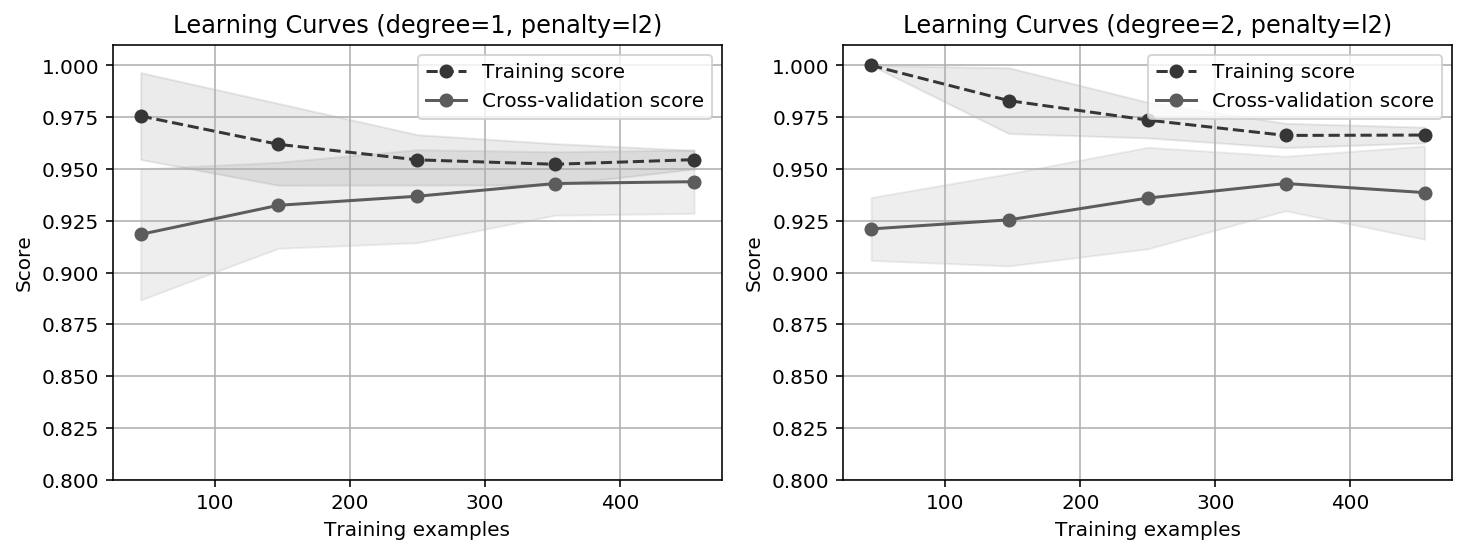 Learning Curves (degree=1, penalty=l2)
Training score
Cross-validation score
1.000
0.975
0.950
0.925
0.900
0.875
0.850
0.825
0.800
Score
100 200 300 400
Training examples
Learning Curves (degree=2, penalty=l2)
Training score
Cross-validation score
1.000
0.975
0.950
0.925
0.900
0.875
0.850
0.825
0.800
Score
100 200 300 400
Training examples